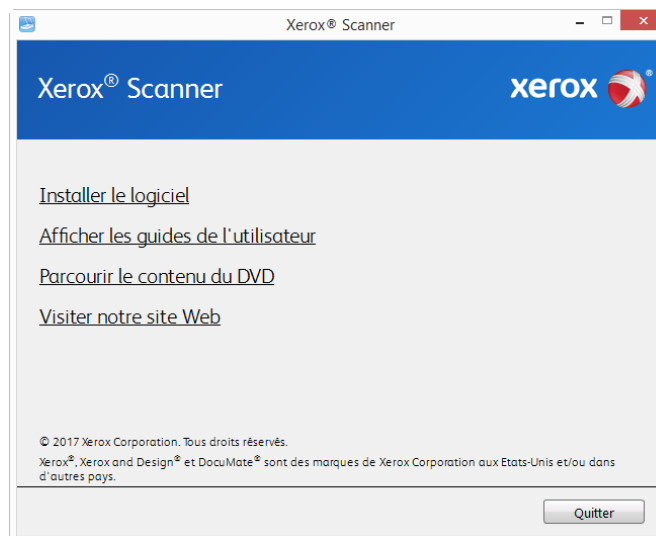 Xerox® Scanner
Xerox® Scanner
xerox ®
Installer le logiciel
Afficher les guides de l'utilisateur
Parcourir le contenu du DVD
Visiter notre site Web
© 2017 Xerox Corporation. Tous droits réservés.
Xerox®, Xerox and Design® et DocuMate® sont des marques de Xerox Corporation aux Etats-Unis et/ou dans
d'autres pays.
Quitter